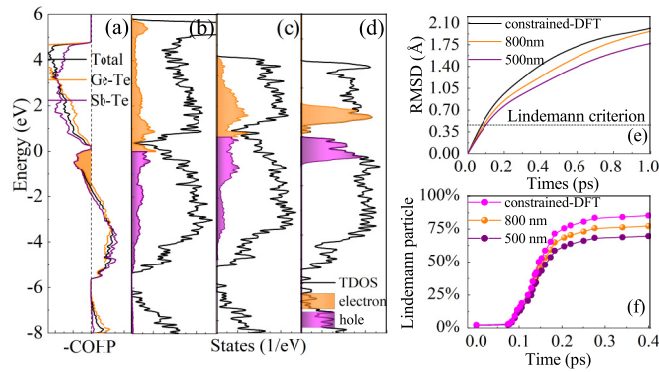 (a)
(b)
(c)
(d)
Total
Ge-Te
Sb-Te
Energy (eV)
8
6
4
2
0
-2
-4
-6
-8
TDOS
electron
hole
-COHP
States (1/eV)
RMSD (Å)
2.10
1.75
1.40
1.05
0.70
0.35
constrained-DFT
800nm
500nm
Lindemann criterion
(e)
0.0 0.2 0.4 0.6 0.8 1.0
Times (ps)
Lindemann particle
100%
75%
50%
25%
0%
constrained-DFT
800 nm
500 nm
(f)
0.0 0.1 0.2 0.3 0.4
Time (ps)